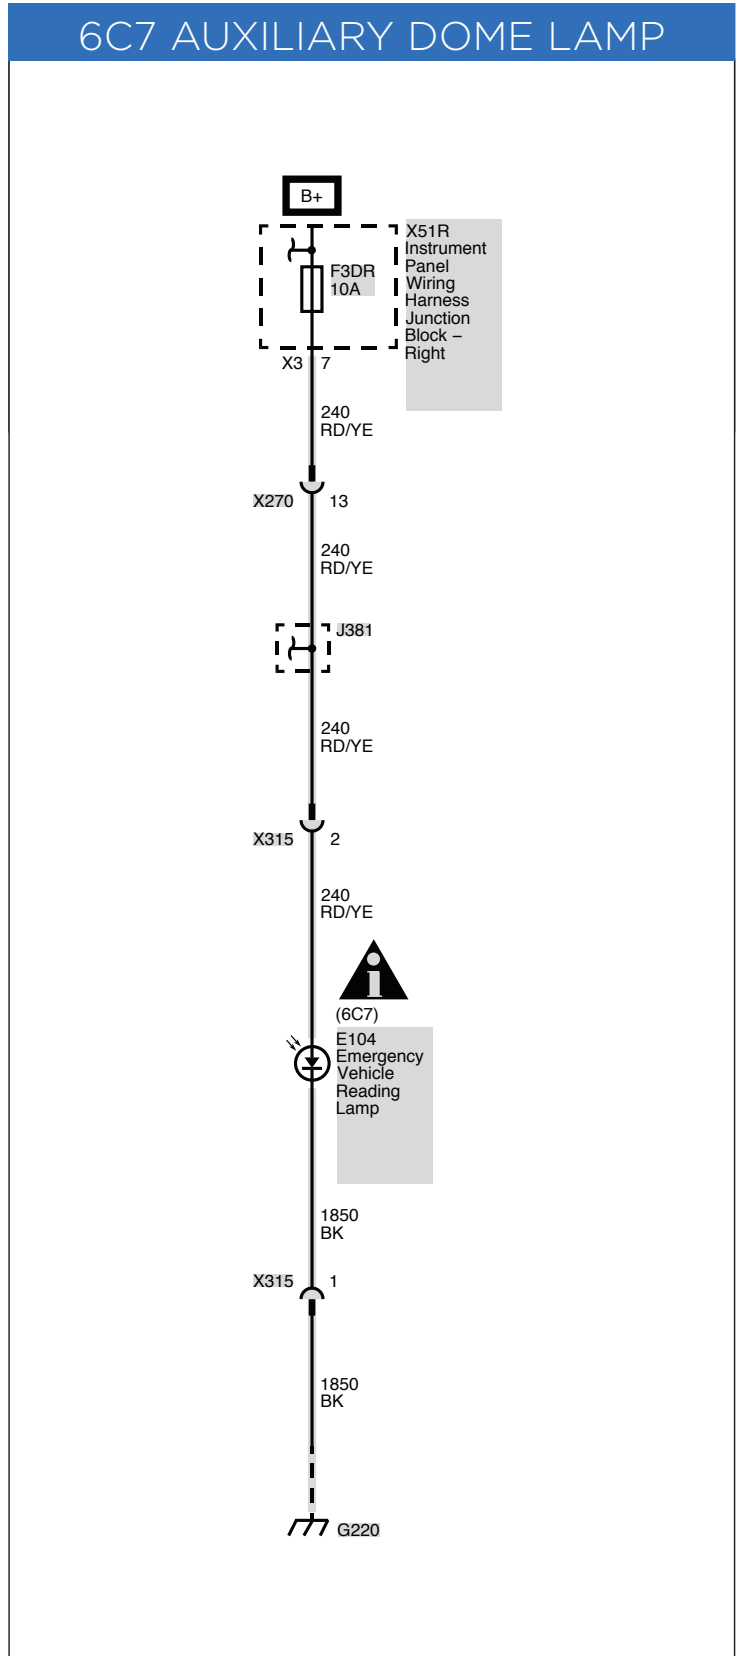 6C7 AUXILIARY DOME LAMP
B+
X51R
Instrument
Panel
Wiring
Harness
Junction
Block –
Right
F3DR
10A
X3 7
240
RD/YE
X270 13
240
RD/YE
J381
240
RD/YE
X315 2
240
RD/YE
i
(6C7)
E104
Emergency
Vehicle
Reading
Lamp
1850
BK
X315 1
1850
BK
G220